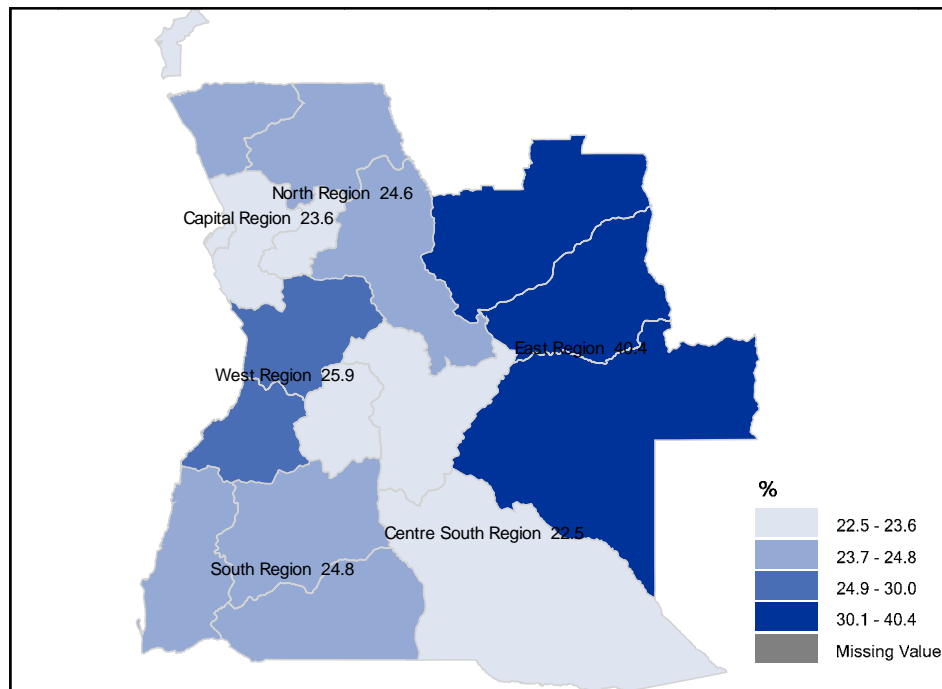 North Region 24.6
Capital Region 23.6
East Region 40.4
West Region 25.9
Centre South Region 22.5
South Region 24.8
%
22.5 - 23.6
23.7 - 24.8
24.9 - 30.0
30.1 - 40.4
Missing Value